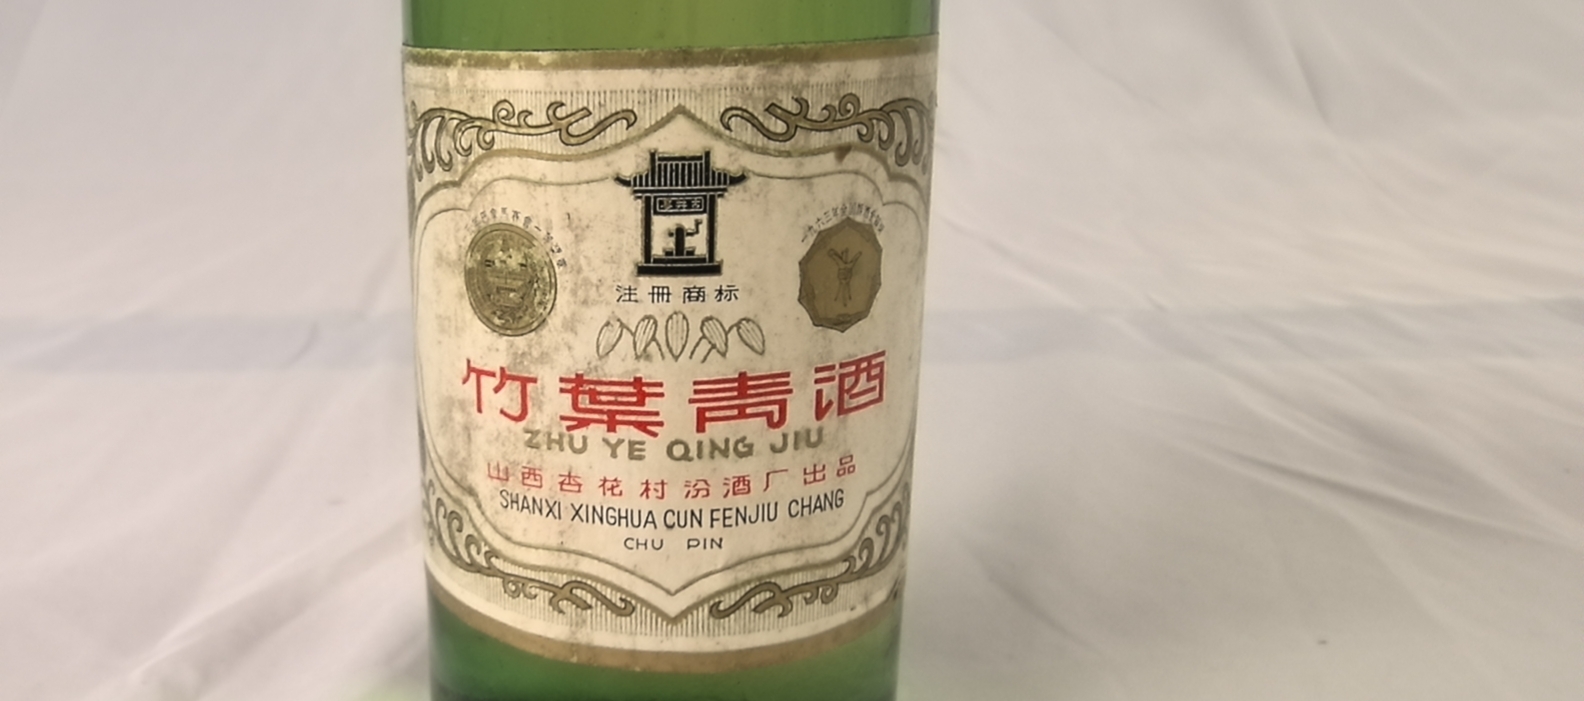 注冊商标
竹葉青酒
ZHU YE QING JIU
山西杏花村汾酒厂出品
SHANXI XINGHUA CUN FENJIU CHANG
CHU PIN